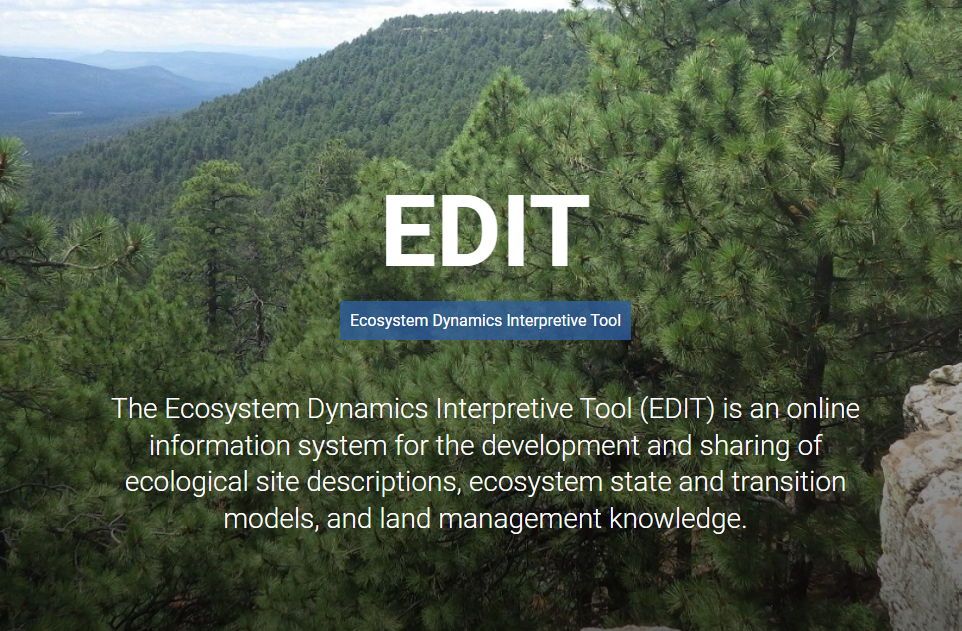 EDIT
Ecosystem Dynamics Interpretive Tool
The Ecosystem Dynamics Interpretive Tool (EDIT) is an online
information system for the development and sharing of
ecological site descriptions, ecosystem state and transition
models, and land management knowledge.